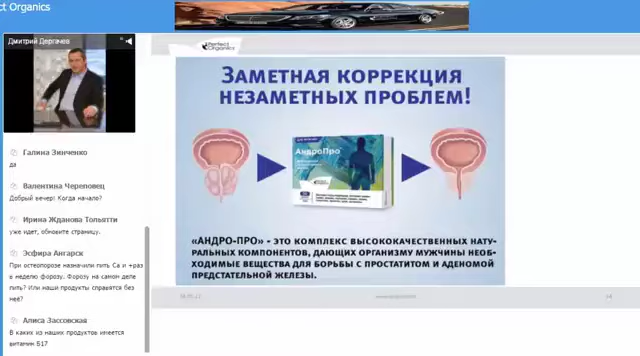 ct Organics
Дмитрий Дергачев
Галина Зинченко
да
Валентина Череповец
Добрый вечер! Когда начало?
Ирина Жданова Тольятти
уже идет, обновите страницу.
Эсфира Ангарск
При остеопорозе назначили пить Са и +раз
в неделю форозу. Форозу на самом деле
пить? Или наши продукты справятся без
неё?
Алиса Зассовская
В каких из наших продуктов имеется
витамин Б17
Perfect
Organics
ЗАМЕТНАЯ КОРРЕКЦИЯ
НЕЗАМЕТНЫХ ПРОБЛЕМ!
АндроПро
«АНДРО-ПРО» - ЭТО КОМПЛЕКС ВЫСОКОКАЧЕСТВЕННЫХ НАТУ-
РАЛЬНЫХ КОМПОНЕНТОВ, ДАЮЩИХ ОРГАНИЗМУ МУЖЧИНЫ НЕОБ-
ХОДИМЫЕ ВЕЩЕСТВА ДЛЯ БОРЬБЫ С ПРОСТАТИТОМ И АДЕНОМОЙ
ПРЕДСТАТЕЛЬНОЙ ЖЕЛЕЗЫ.